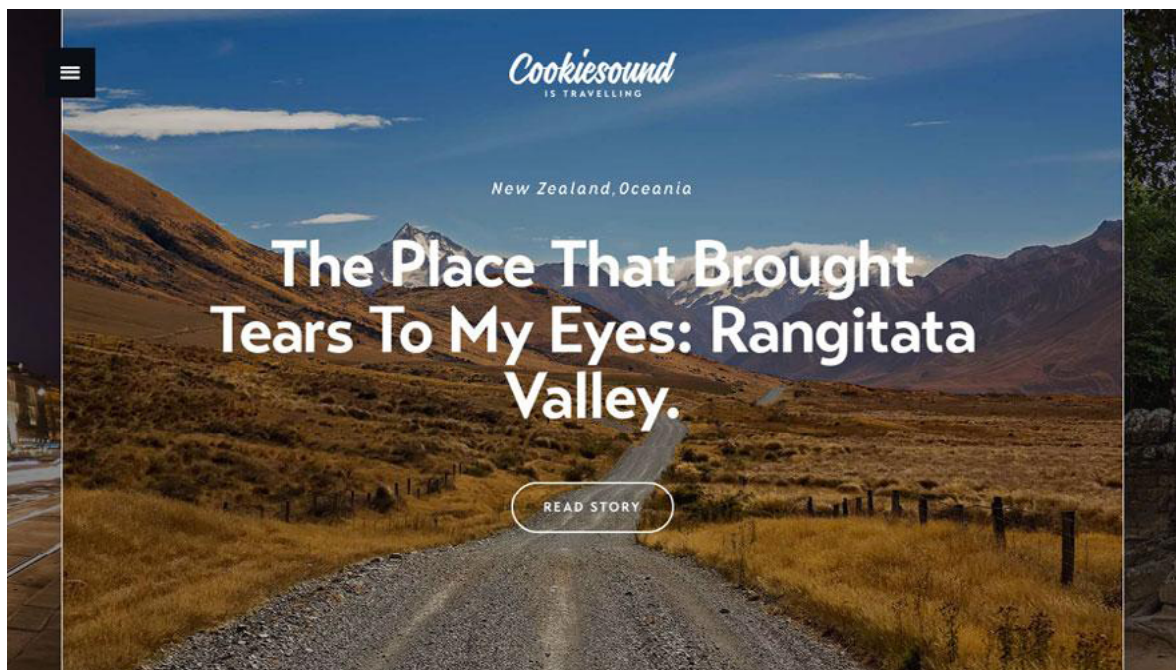 Cookiesound
IS TRAVELLING
New Zealand,Oceania
The Place That Brought
Tears To My Eyes: Rangitata
Valley.
READ STORY